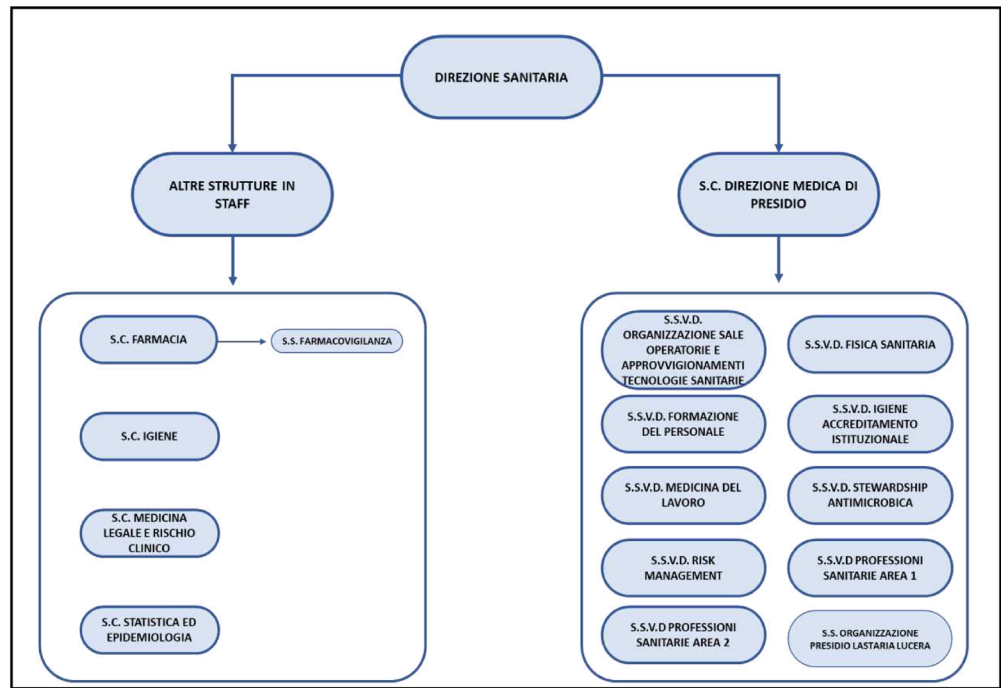 DIREZIONE SANITARIA
ALTRE STRUTTURE IN
STAFF
S.C. DIREZIONE MEDICA DI
PRESIDIO
S.C. FARMACIA
S.S. FARMACOVIGILANZA
S.C. IGIENE
S.C. MEDICINA
LEGALE E RISCHIO
CLINICO
S.C. STATISTICA ED
EPIDEMIOLOGIA
S.S.V.D.
ORGANIZZAZIONE SALE
OPERATORIE E
APPROVVIGIONAMENTI
TECNOLOGIE SANITARIE
S.S.V.D. FISICA SANITARIA
S.S.V.D. FORMAZIONE
DEL PERSONALE
S.S.V.D. IGIENE
ACCREDITAMENTO
ISTITUZIONALE
S.S.V.D. MEDICINA DEL
LAVORO
S.S.V.D. STEWARDSHIP
ANTIMICROBICA
S.S.V.D. RISK
MANAGEMENT
S.S.V.D PROFESSIONI
SANITARIE AREA 1
S.S.V.D PROFESSIONI
SANITARIE AREA 2
S.S. ORGANIZZAZIONE
PRESIDIO LASTARIA LUCERA